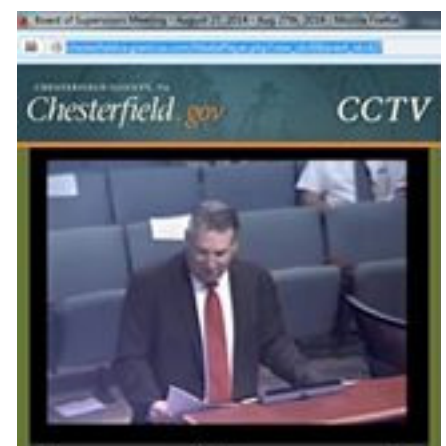 Board of Supervisors Meeting - August 27, 2014 - Aug 27th, 2014 | Mozilla Firefox
CHESTERFIELD COUNTY, VA
Chesterfield.gov
CCTV